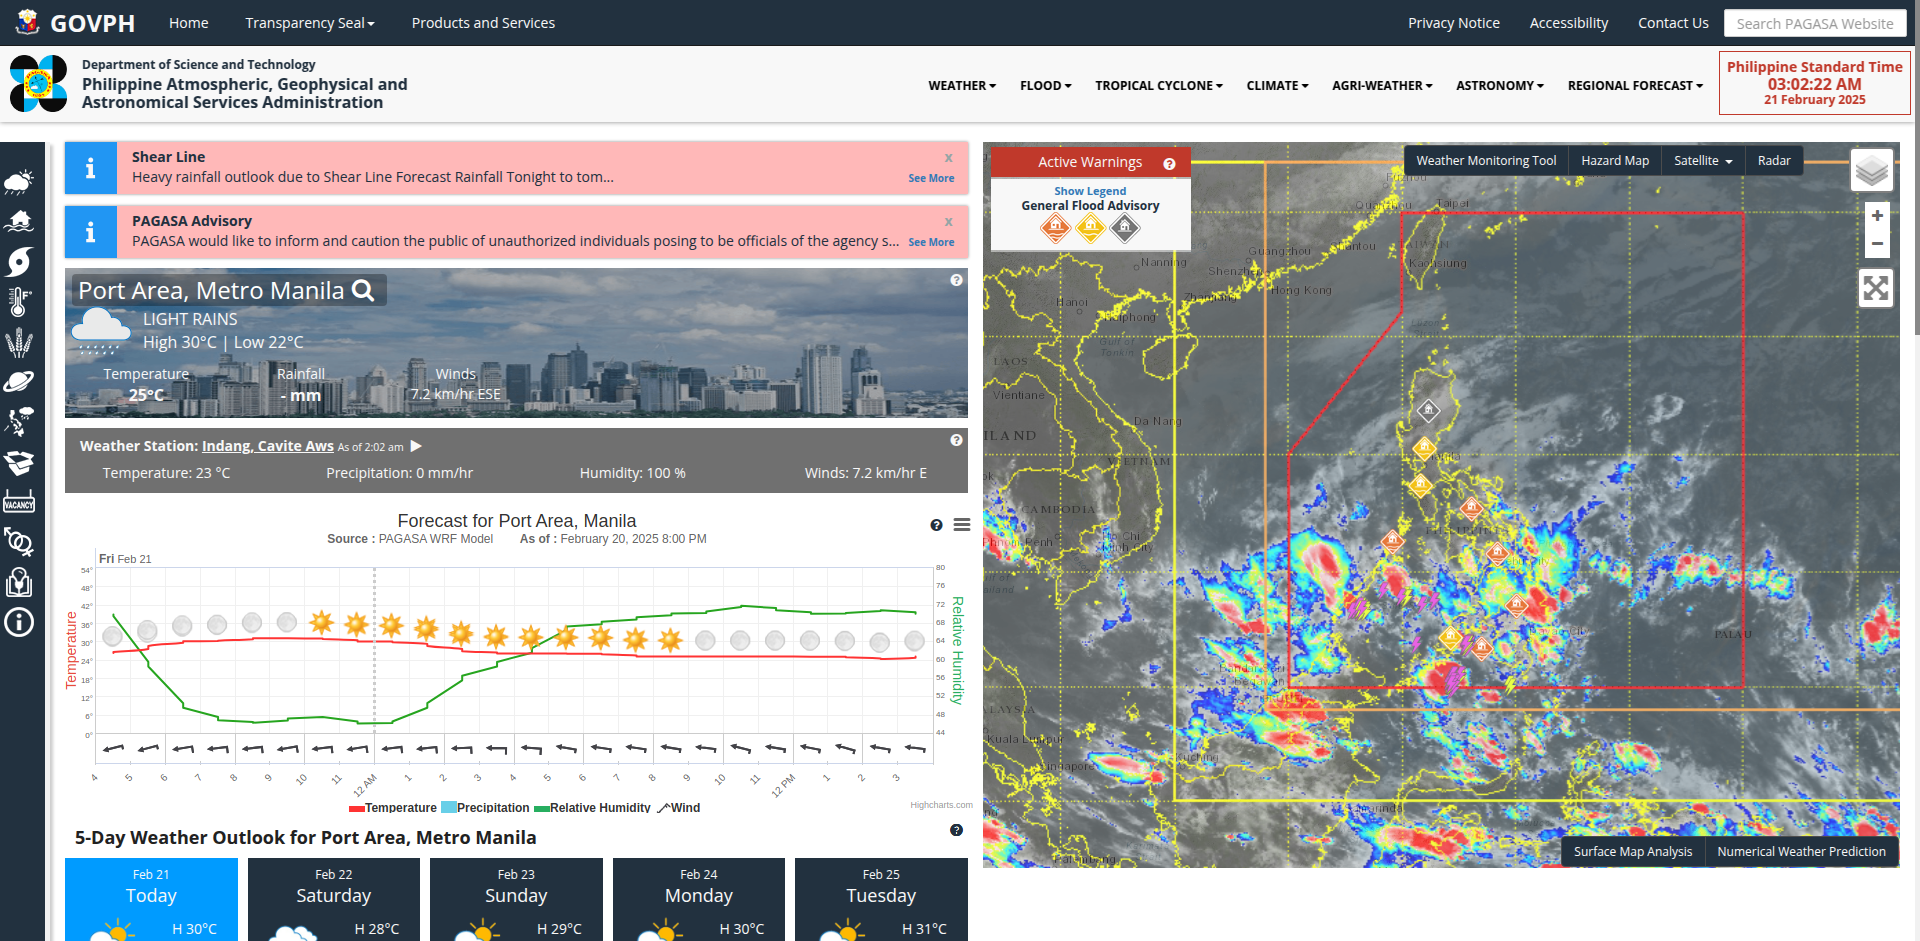 GOVPH
Home
Transparency Seal
Products and Services
Privacy Notice
Accessibility
Contact Us
Search PAGASA Website
Department of Science and Technology
Philippine Atmospheric, Geophysical and
Astronomical Services Administration
WEATHER
FLOOD
TROPICAL CYCLONE
CLIMATE
AGRI-WEATHER
ASTRONOMY
REGIONAL FORECAST
Philippine Standard Time
03:02:22 AM
21 February 2025
Shear Line x
Heavy rainfall outlook due to Shear Line Forecast Rainfall Tonight to tom... See More
PAGASA Advisory x
PAGASA would like to inform and caution the public of unauthorized individuals posing to be officials of the agency s... See More
Port Area, Metro Manila
LIGHT RAINS
High 30°C | Low 22°C
Temperature Rainfall Winds
25°C - mm 7.2 km/hr ESE
Weather Station: Indang, Cavite Aws As of 2:02 am
Temperature: 23 °C Precipitation: 0 mm/hr Humidity: 100 % Winds: 7.2 km/hr E
Forecast for Port Area, Manila
Source : PAGASA WRF Model As of : February 20, 2025 8:00 PM
Fri Feb 21
Temperature
54°
48°
42°
36°
30°
24°
18°
12°
6°
0°
80
76
72
68
64
60
56
52
48
44
Relative Humidity
4 5 6 7 8 9 10 11 12 AM 1 2 3 4 5 6 7 8 9 10 11 12 PM 1 2 3
Temperature Precipitation Relative Humidity Wind
Highcharts.com
5-Day Weather Outlook for Port Area, Metro Manila
Feb 21
Today
H 30°C
Feb 22
Saturday
H 28°C
Feb 23
Sunday
H 29°C
Feb 24
Monday
H 30°C
Feb 25
Tuesday
H 31°C
VACANCY
Active Warnings
Show Legend
General Flood Advisory
Weather Monitoring Tool
Hazard Map
Satellite
Radar
+
−
Taipei
Guangzhou
Nanning
Shenzhen
Kaohsiung
Hong Kong
Hanoi
Haiphong
Gulf of
Tonkin
LAOS
Vientiane
Da Nang
VIETNAM
CAMBODIA
Ho Chi
Minh City
PALAU
Kuala Lumpur
Singapore
Kuching
Surface Map Analysis
Numerical Weather Prediction